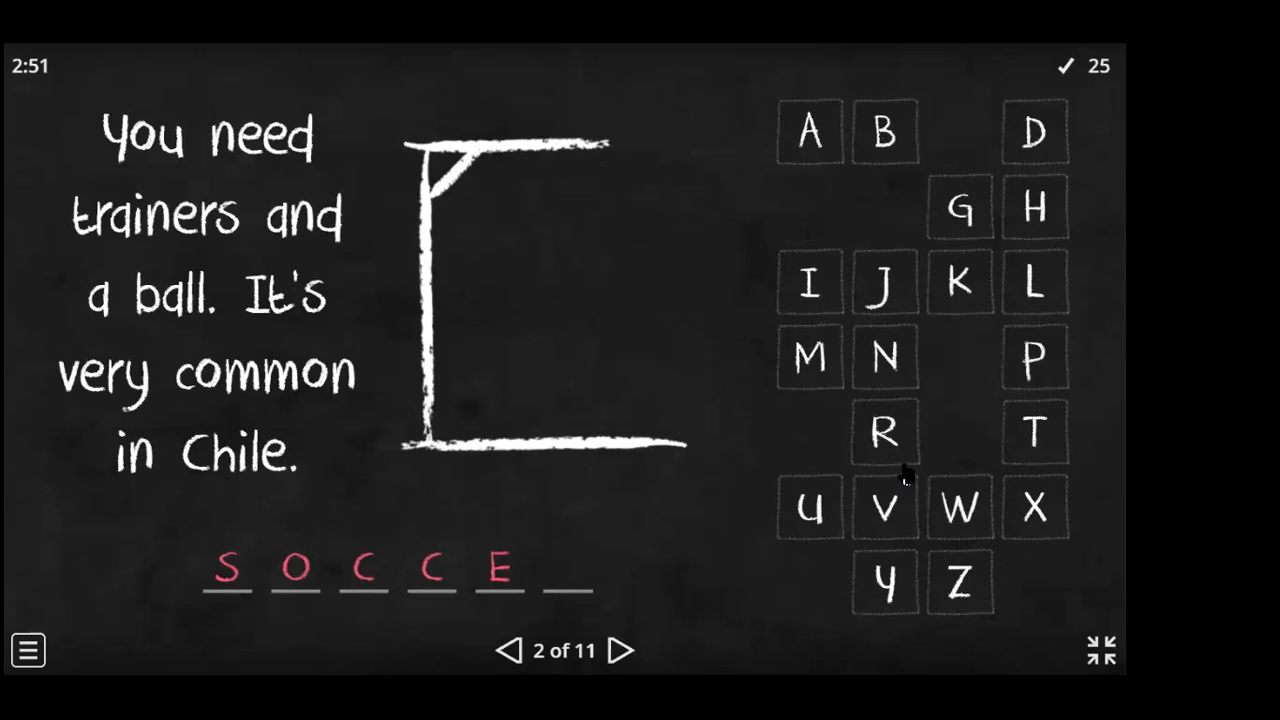 2:51
✓ 25
You need
trainers and
a ball. It's
very common
in Chile.
A B D
G H
I J K L
M N P
R T
U V W X
Y Z
S O C C E _
2 of 11